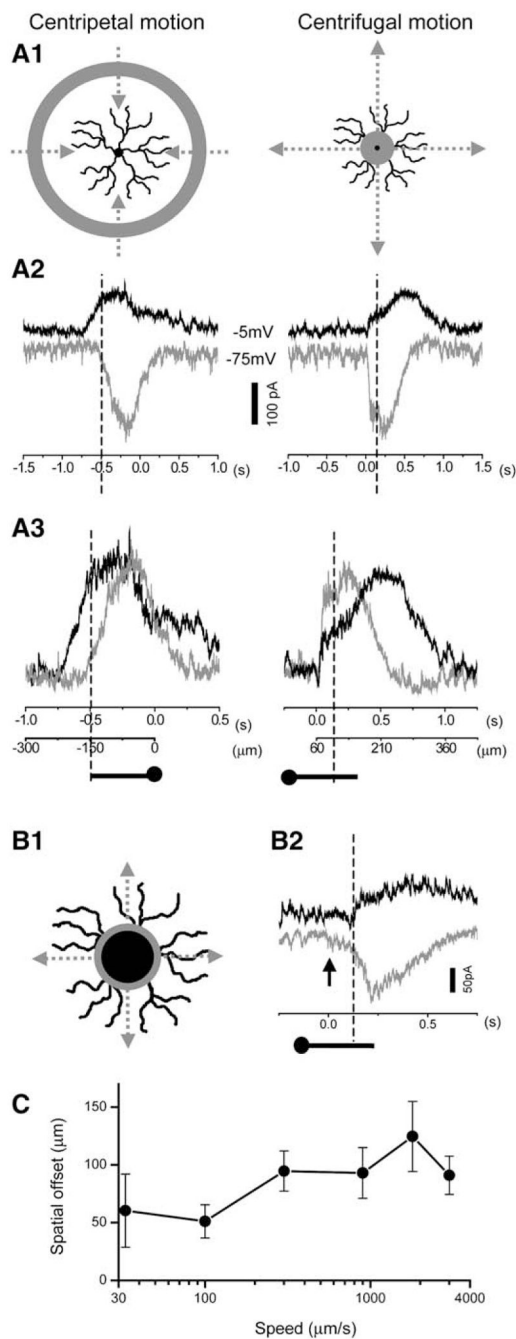 Centripetal motion Centrifugal motion
A1
A2
-5mV
-75mV
100 pA
-1.5 -1.0 -0.5 0.0 0.5 1.0 (s)
-1.0 -0.5 0.0 0.5 1.0 1.5 (s)
A3
-1.0 -0.5 0.0 0.5 (s)
-300 -150 0 (μm)
0.0 0.5 1.0 (s)
60 210 360 (μm)
B1 B2
50pA
0.0 0.5 (s)
C
Spatial offset (μm)
150
100
50
0
30 100 1000 4000
Speed (μm/s)